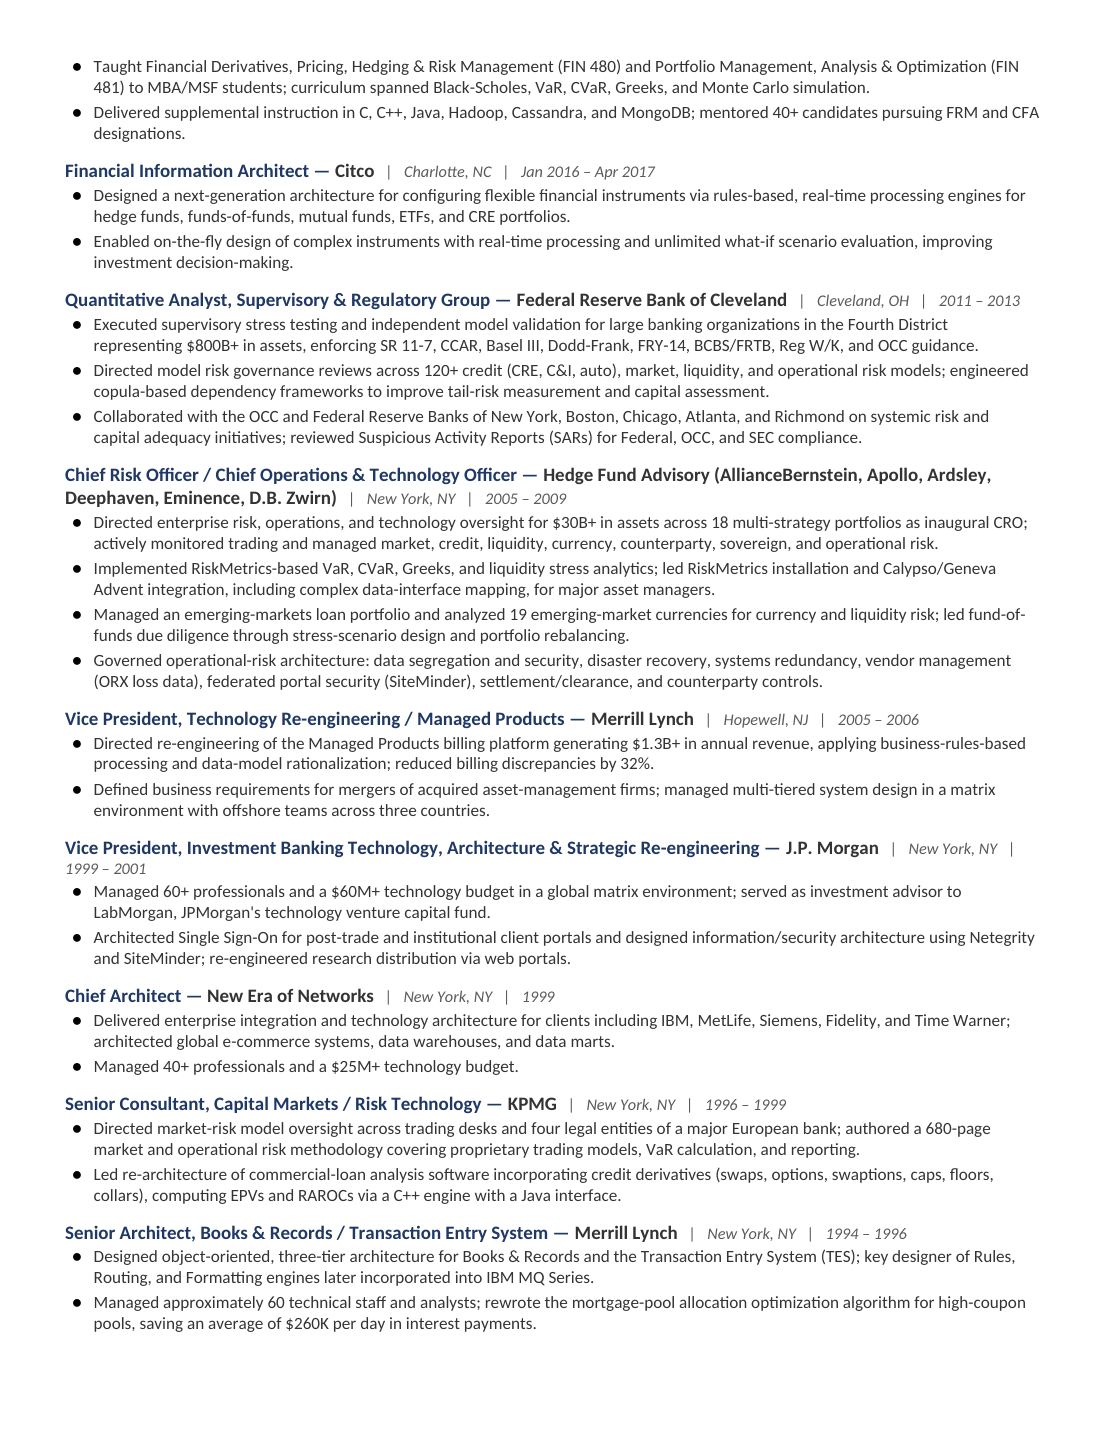 ● Taught Financial Derivatives, Pricing, Hedging & Risk Management (FIN 480) and Portfolio Management, Analysis & Optimization (FIN
481) to MBA/MSF students; curriculum spanned Black-Scholes, VaR, CVaR, Greeks, and Monte Carlo simulation.
● Delivered supplemental instruction in C, C++, Java, Hadoop, Cassandra, and MongoDB; mentored 40+ candidates pursuing FRM and CFA
designations.
Financial Information Architect — Citco | Charlotte, NC | Jan 2016 – Apr 2017
● Designed a next-generation architecture for configuring flexible financial instruments via rules-based, real-time processing engines for
hedge funds, funds-of-funds, mutual funds, ETFs, and CRE portfolios.
● Enabled on-the-fly design of complex instruments with real-time processing and unlimited what-if scenario evaluation, improving
investment decision-making.
Quantitative Analyst, Supervisory & Regulatory Group — Federal Reserve Bank of Cleveland | Cleveland, OH | 2011 – 2013
● Executed supervisory stress testing and independent model validation for large banking organizations in the Fourth District
representing $800B+ in assets, enforcing SR 11-7, CCAR, Basel III, Dodd-Frank, FRY-14, BCBS/FRTB, Reg W/K, and OCC guidance.
● Directed model risk governance reviews across 120+ credit (CRE, C&I, auto), market, liquidity, and operational risk models; engineered
copula-based dependency frameworks to improve tail-risk measurement and capital assessment.
● Collaborated with the OCC and Federal Reserve Banks of New York, Boston, Chicago, Atlanta, and Richmond on systemic risk and
capital adequacy initiatives; reviewed Suspicious Activity Reports (SARs) for Federal, OCC, and SEC compliance.
Chief Risk Officer / Chief Operations & Technology Officer — Hedge Fund Advisory (AllianceBernstein, Apollo, Ardsley,
Deephaven, Eminence, D.B. Zwirn) | New York, NY | 2005 – 2009
● Directed enterprise risk, operations, and technology oversight for $30B+ in assets across 18 multi-strategy portfolios as inaugural CRO;
actively monitored trading and managed market, credit, liquidity, currency, counterparty, sovereign, and operational risk.
● Implemented RiskMetrics-based VaR, CVaR, Greeks, and liquidity stress analytics; led RiskMetrics installation and Calypso/Geneva
Advent integration, including complex data-interface mapping, for major asset managers.
● Managed an emerging-markets loan portfolio and analyzed 19 emerging-market currencies for currency and liquidity risk; led fund-of-
funds due diligence through stress-scenario design and portfolio rebalancing.
● Governed operational-risk architecture: data segregation and security, disaster recovery, systems redundancy, vendor management
(ORX loss data), federated portal security (SiteMinder), settlement/clearance, and counterparty controls.
Vice President, Technology Re-engineering / Managed Products — Merrill Lynch | Hopewell, NJ | 2005 – 2006
● Directed re-engineering of the Managed Products billing platform generating $1.3B+ in annual revenue, applying business-rules-based
processing and data-model rationalization; reduced billing discrepancies by 32%.
● Defined business requirements for mergers of acquired asset-management firms; managed multi-tiered system design in a matrix
environment with offshore teams across three countries.
Vice President, Investment Banking Technology, Architecture & Strategic Re-engineering — J.P. Morgan | New York, NY |
1999 – 2001
● Managed 60+ professionals and a $60M+ technology budget in a global matrix environment; served as investment advisor to
LabMorgan, JPMorgan's technology venture capital fund.
● Architected Single Sign-On for post-trade and institutional client portals and designed information/security architecture using Netegrity
and SiteMinder; re-engineered research distribution via web portals.
Chief Architect — New Era of Networks | New York, NY | 1999
● Delivered enterprise integration and technology architecture for clients including IBM, MetLife, Siemens, Fidelity, and Time Warner;
architected global e-commerce systems, data warehouses, and data marts.
● Managed 40+ professionals and a $25M+ technology budget.
Senior Consultant, Capital Markets / Risk Technology — KPMG | New York, NY | 1996 – 1999
● Directed market-risk model oversight across trading desks and four legal entities of a major European bank; authored a 680-page
market and operational risk methodology covering proprietary trading models, VaR calculation, and reporting.
● Led re-architecture of commercial-loan analysis software incorporating credit derivatives (swaps, options, swaptions, caps, floors,
collars), computing EPVs and RAROCs via a C++ engine with a Java interface.
Senior Architect, Books & Records / Transaction Entry System — Merrill Lynch | New York, NY | 1994 – 1996
● Designed object-oriented, three-tier architecture for Books & Records and the Transaction Entry System (TES); key designer of Rules,
Routing, and Formatting engines later incorporated into IBM MQ Series.
● Managed approximately 60 technical staff and analysts; rewrote the mortgage-pool allocation optimization algorithm for high-coupon
pools, saving an average of $260K per day in interest payments.